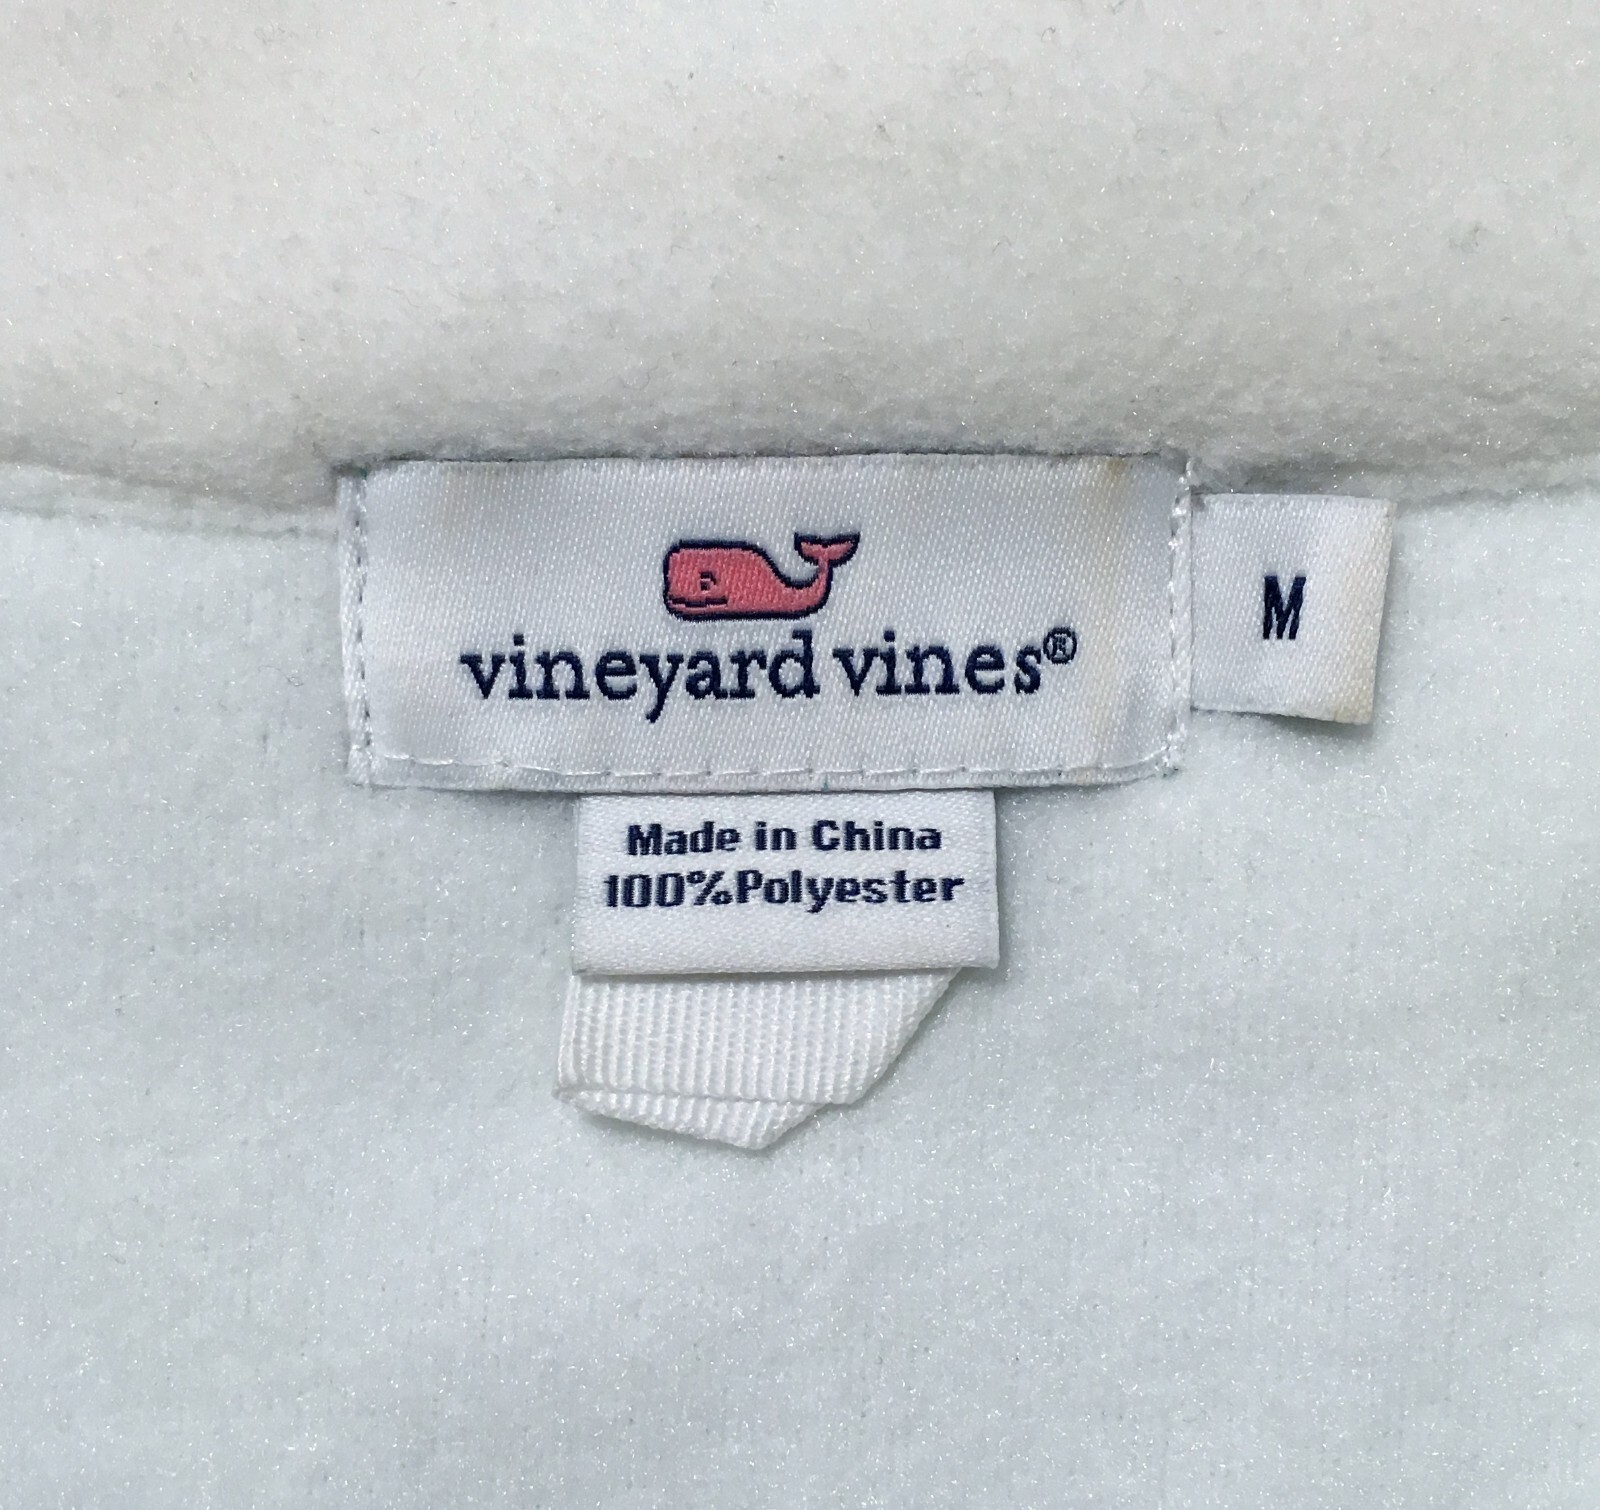 vineyard vines®
M
Made in China
100%Polyester